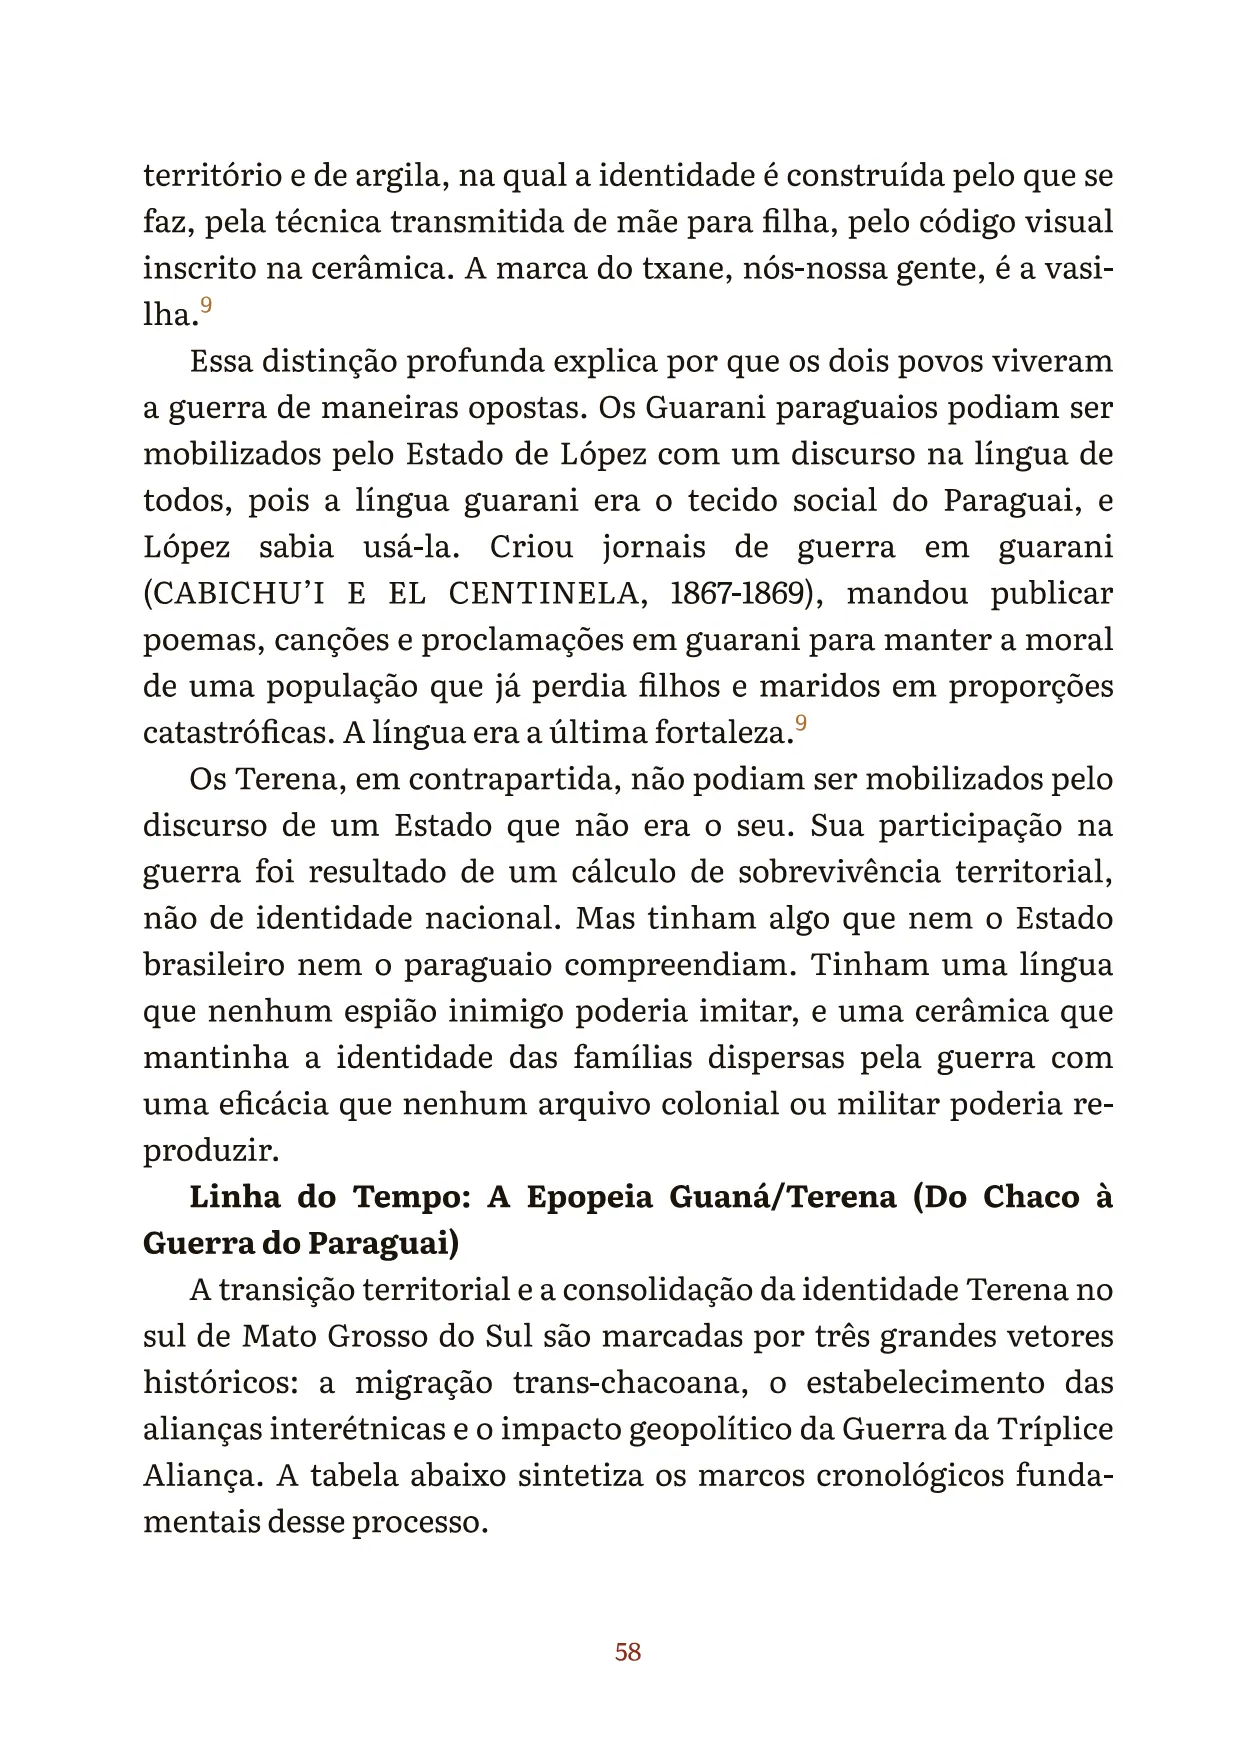 território e de argila, na qual a identidade é construída pelo que se
faz, pela técnica transmitida de mãe para filha, pelo código visual
inscrito na cerâmica. A marca do txane, nós-nossa gente, é a vasi-
lha.9
Essa distinção profunda explica por que os dois povos viveram
a guerra de maneiras opostas. Os Guarani paraguaios podiam ser
mobilizados pelo Estado de López com um discurso na língua de
todos, pois a língua guarani era o tecido social do Paraguai, e
López sabia usá-la. Criou jornais de guerra em guarani
(CABICHU’I E EL CENTINELA, 1867-1869), mandou publicar
poemas, canções e proclamações em guarani para manter a moral
de uma população que já perdia filhos e maridos em proporções
catastróficas. A língua era a última fortaleza.9
Os Terena, em contrapartida, não podiam ser mobilizados pelo
discurso de um Estado que não era o seu. Sua participação na
guerra foi resultado de um cálculo de sobrevivência territorial,
não de identidade nacional. Mas tinham algo que nem o Estado
brasileiro nem o paraguaio compreendiam. Tinham uma língua
que nenhum espião inimigo poderia imitar, e uma cerâmica que
mantinha a identidade das famílias dispersas pela guerra com
uma eficácia que nenhum arquivo colonial ou militar poderia re-
produzir.
Linha do Tempo: A Epopeia Guaná/Terena (Do Chaco à
Guerra do Paraguai)
A transição territorial e a consolidação da identidade Terena no
sul de Mato Grosso do Sul são marcadas por três grandes vetores
históricos: a migração trans-chacoana, o estabelecimento das
alianças interétnicas e o impacto geopolítico da Guerra da Tríplice
Aliança. A tabela abaixo sintetiza os marcos cronológicos funda-
mentais desse processo.
58